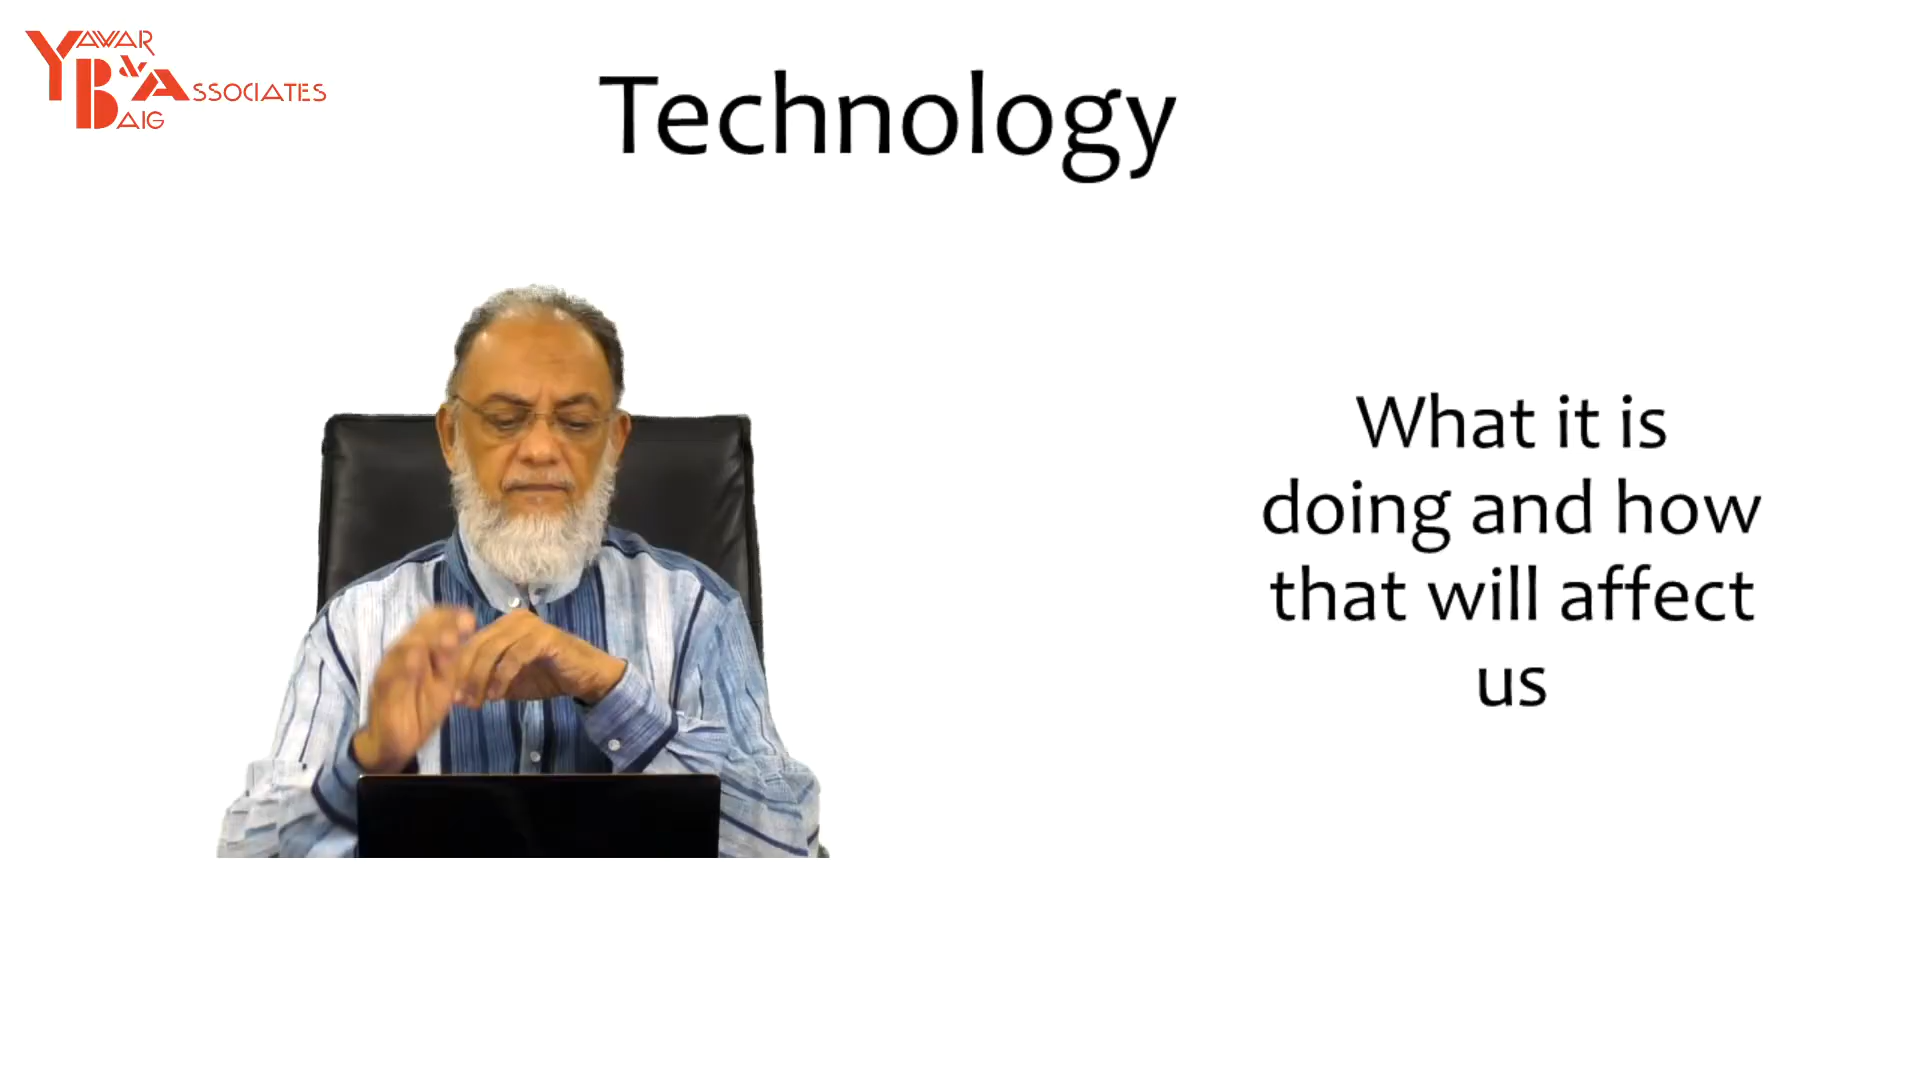 YAWAR
BAIG & ASSOCIATES
Technology
What it is
doing and how
that will affect
us